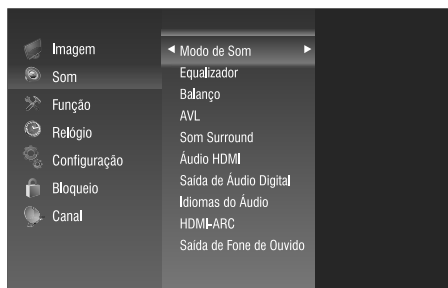 Imagem
Som
Função
Relógio
Configuração
Bloqueio
Canal
Modo de Som
Equalizador
Balanço
AVL
Som Surround
Áudio HDMI
Saída de Áudio Digital
Idiomas do Áudio
HDMI-ARC
Saída de Fone de Ouvido